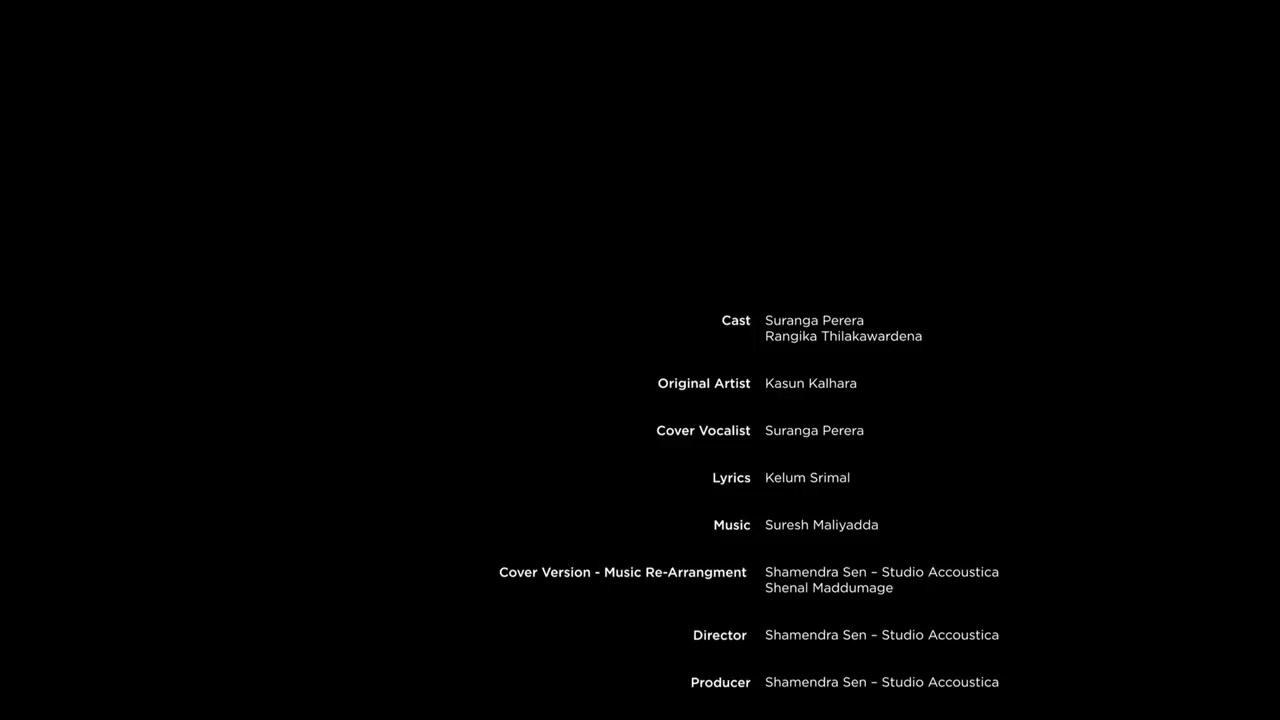 Cast Suranga Perera
Rangika Thilakawardena
Original Artist Kasun Kalhara
Cover Vocalist Suranga Perera
Lyrics Kelum Srimal
Music Suresh Maliyadda
Cover Version - Music Re-Arrangment Shamendra Sen – Studio Accoustica
Shenal Maddumage
Director Shamendra Sen – Studio Accoustica
Producer Shamendra Sen – Studio Accoustica